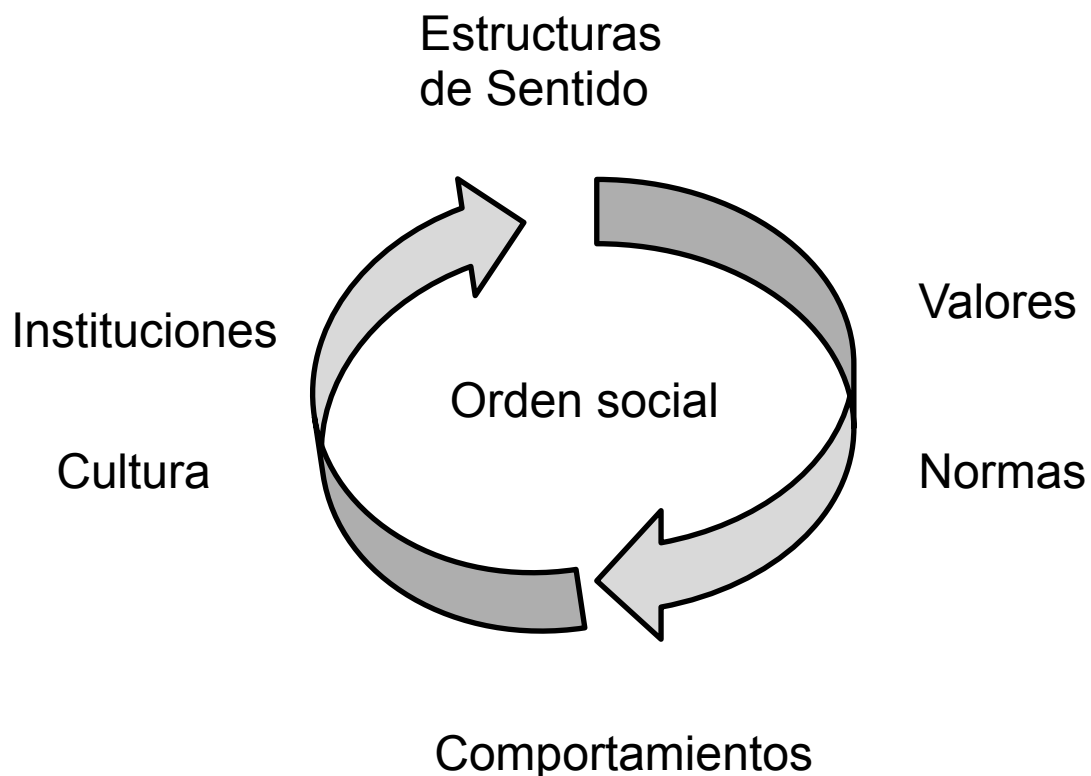 Estructuras
de Sentido
Valores
Instituciones
Orden social
Cultura
Normas
Comportamientos